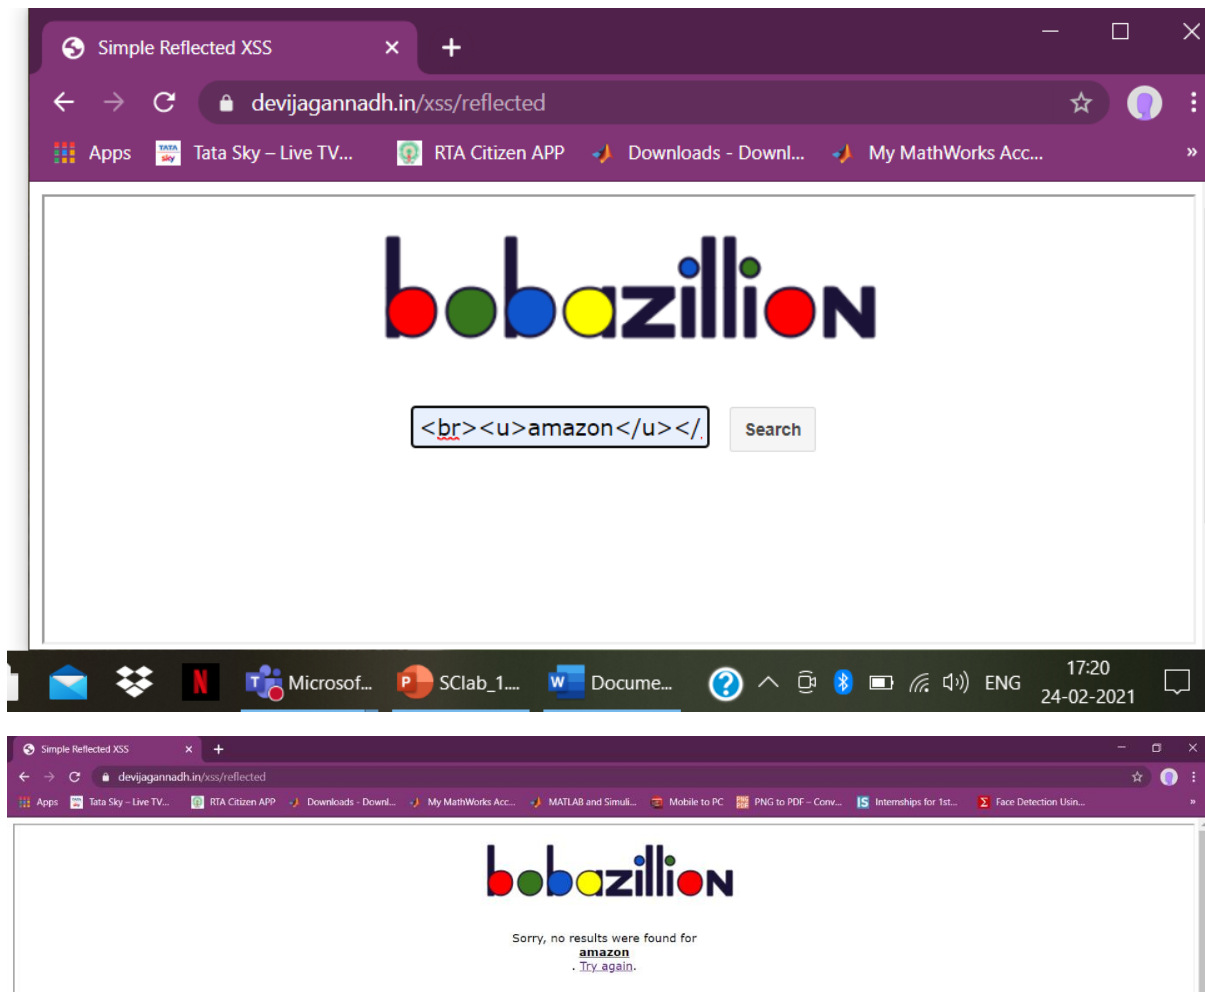 Simple Reflected XSS
devijagannadh.in/xss/reflected
Apps TATA sky Tata Sky – Live TV... RTA Citizen APP Downloads - Downl... My MathWorks Acc... »
bobazillion
<br><u>amazon</u></
Search
N Microsof... SClab_1.... Docume... ENG 17:20
24-02-2021
Simple Reflected XSS
devijagannadh.in/xss/reflected
Apps Tata Sky – Live TV... RTA Citizen APP Downloads - Downl... My MathWorks Acc... MATLAB and Simuli... Mobile to PC PNG to PDF – Conv... IS Internships for 1st... Σ Face Detection Usin... »
bobazillion
Sorry, no results were found for
amazon
. Try again.